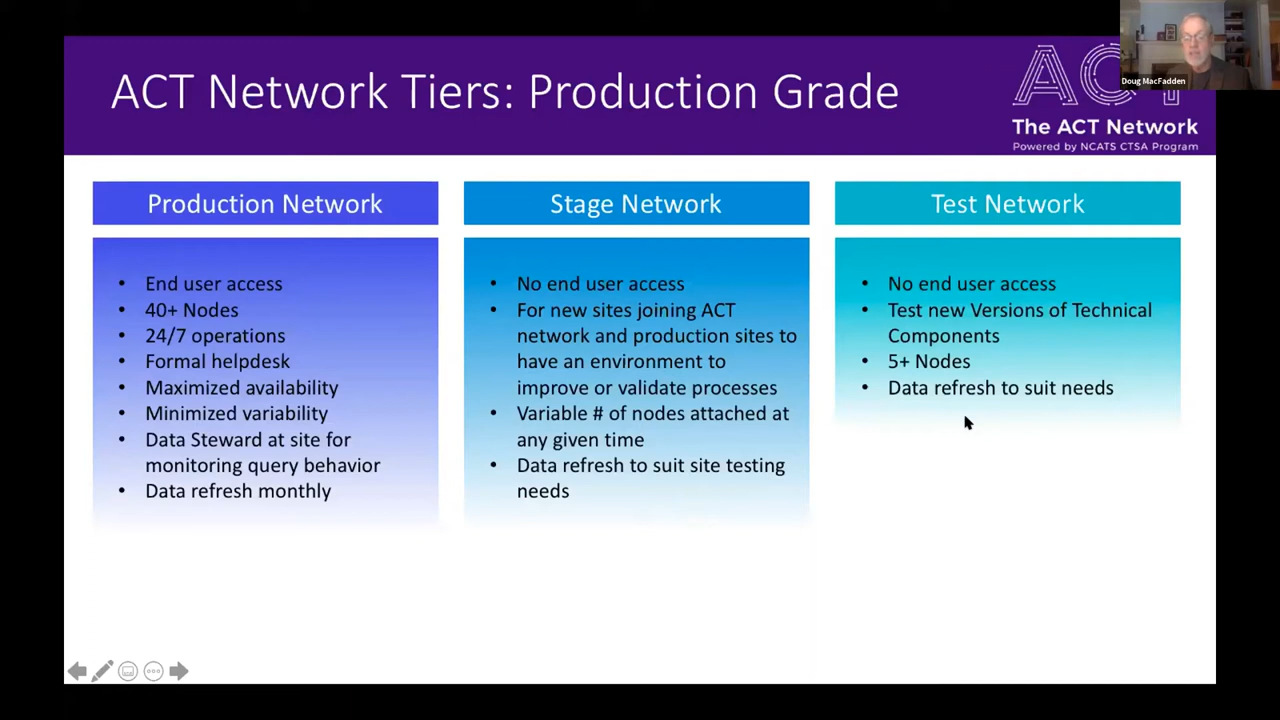 ACT Network Tiers: Production Grade
Doug MacFadden
ACT
The ACT Network
Powered by NCATS CTSA Program
Production Network
• End user access
• 40+ Nodes
• 24/7 operations
• Formal helpdesk
• Maximized availability
• Minimized variability
• Data Steward at site for
monitoring query behavior
• Data refresh monthly
Stage Network
• No end user access
• For new sites joining ACT
network and production sites to
have an environment to
improve or validate processes
• Variable # of nodes attached at
any given time
• Data refresh to suit site testing
needs
Test Network
• No end user access
• Test new Versions of Technical
Components
• 5+ Nodes
• Data refresh to suit needs